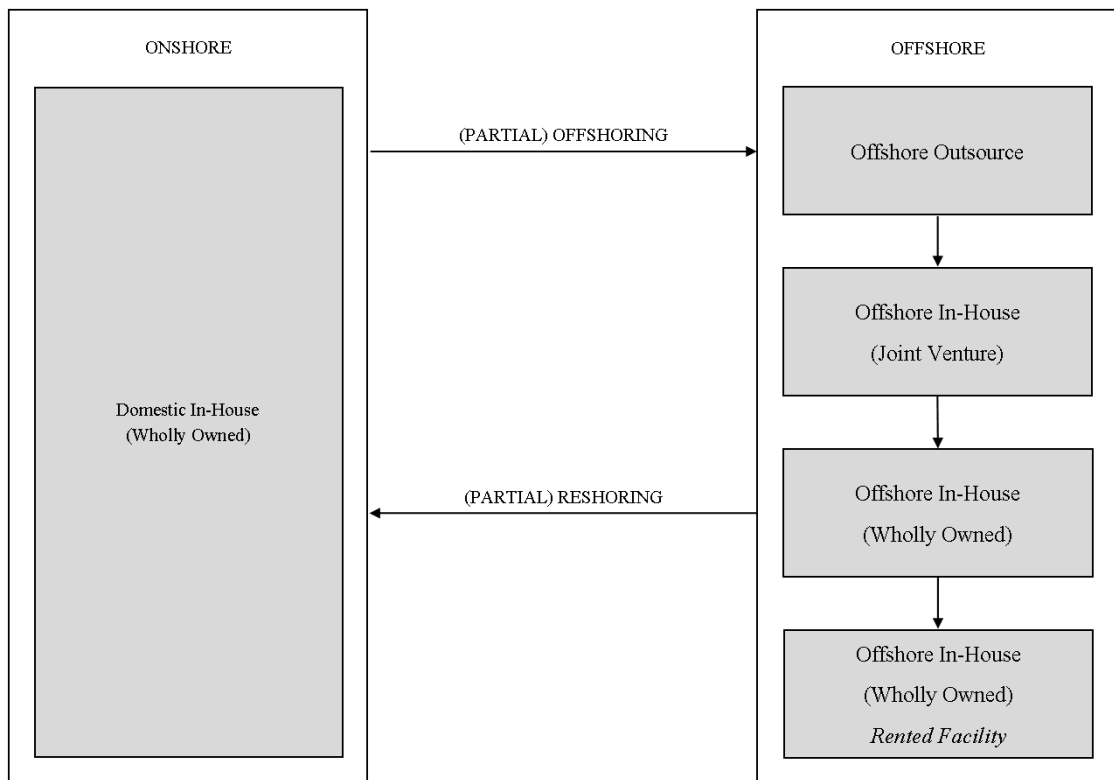 ONSHORE
Domestic In-House
(Wholly Owned)
(PARTIAL) OFFSHORING
(PARTIAL) RESHORING
OFFSHORE
Offshore Outsource
Offshore In-House
(Joint Venture)
Offshore In-House
(Wholly Owned)
Offshore In-House
(Wholly Owned)
Rented Facility